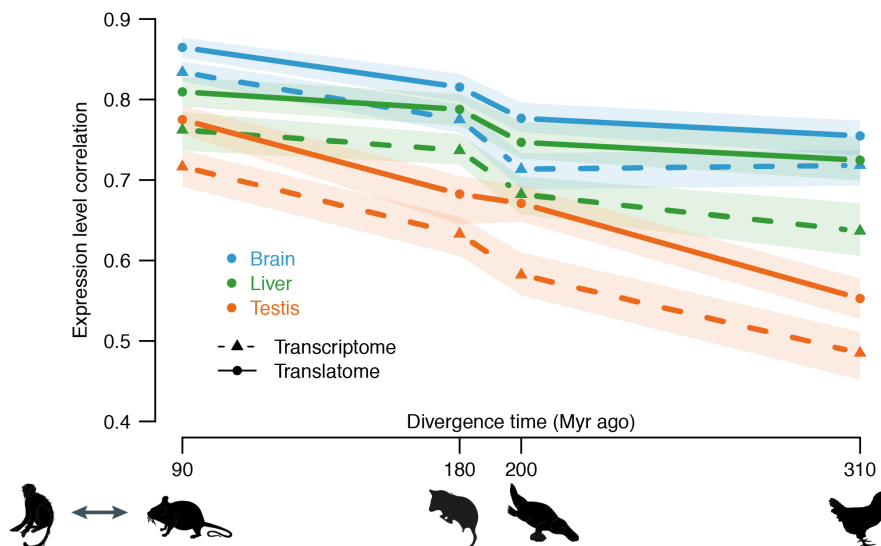 0.9
0.8
0.7
0.6
0.5
0.4
Expression level correlation
Brain
Liver
Testis
Transcriptome
Translatome
Divergence time (Myr ago)
90
180
200
310